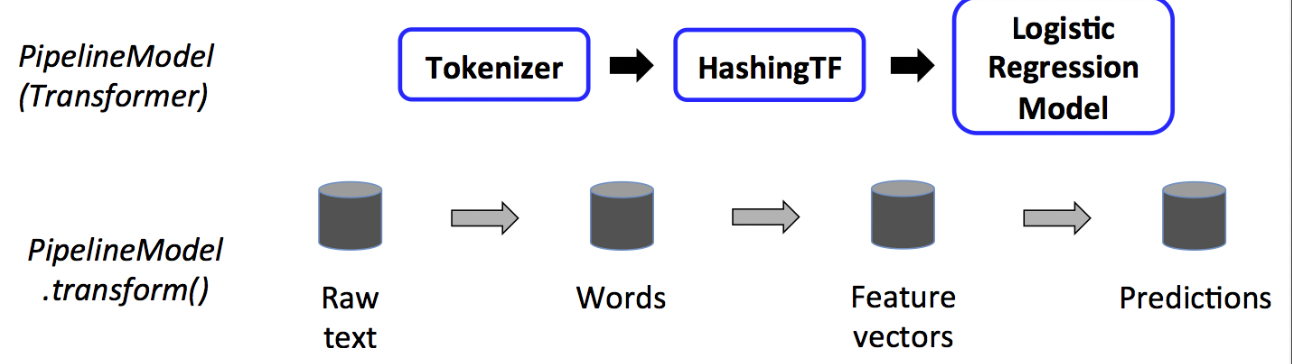 PipelineModel
(Transformer)
Tokenizer
HashingTF
Logistic
Regression
Model
PipelineModel
.transform()
Raw
text
Words
Feature
vectors
Predictions